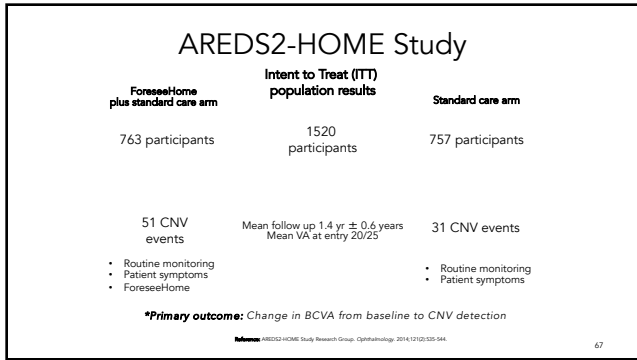 AREDS2-HOME Study
Intent to Treat (ITT)
population results
ForeseeHome
plus standard care arm
Standard care arm
763 participants
1520
participants
757 participants
51 CNV
events
Mean follow up 1.4 yr ± 0.6 years
Mean VA at entry 20/25
31 CNV events
• Routine monitoring
• Patient symptoms
• ForeseeHome
• Routine monitoring
• Patient symptoms
*Primary outcome: Change in BCVA from baseline to CNV detection
Reference: AREDS2-HOME Study Research Group. Ophthalmology. 2014;121(2):535-544.
67